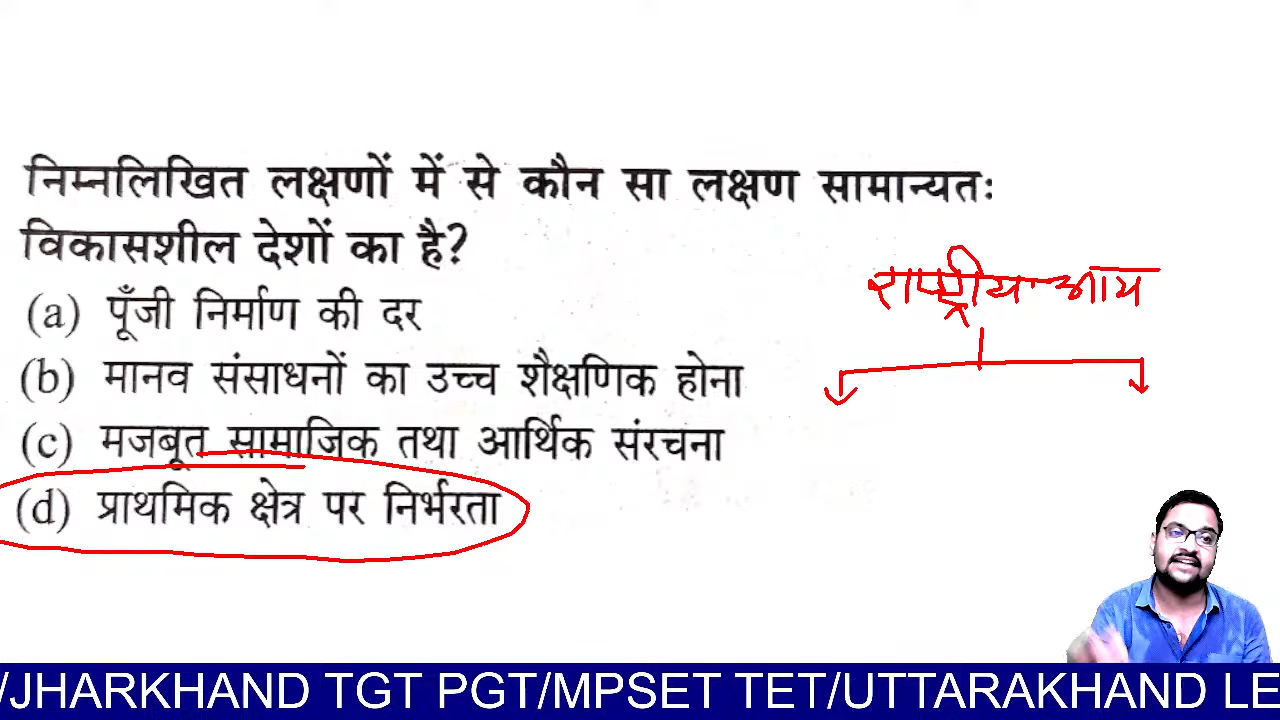 निम्नलिखित लक्षणों में से कौन सा लक्षण सामान्यतः
विकासशील देशों का है?
(a) पूँजी निर्माण की दर
(b) मानव संसाधनों का उच्च शैक्षणिक होना
(c) मजबूत सामाजिक तथा आर्थिक संरचना
(d) प्राथमिक क्षेत्र पर निर्भरता
राष्ट्रीय आय
/JHARKHAND TGT PGT/MPSET TET/UTTARAKHAND LE